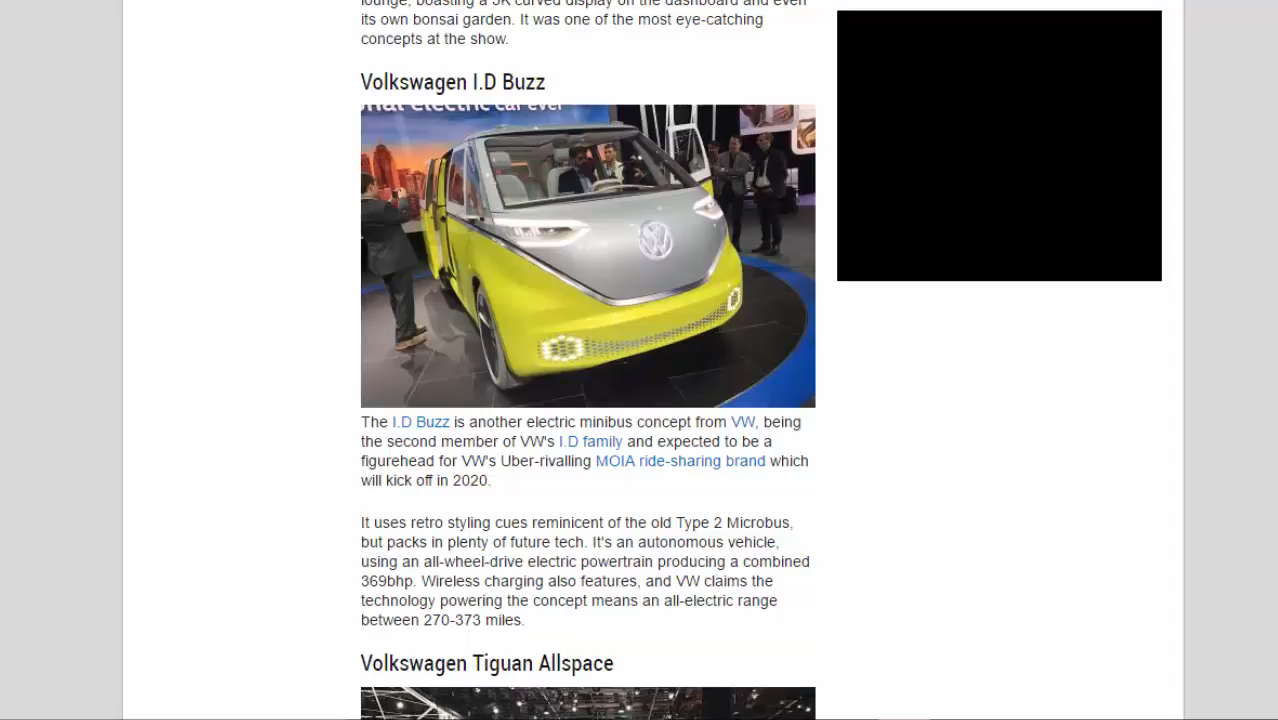 lounge, boasting a 5K curved display on the dashboard and even
its own bonsai garden. It was one of the most eye-catching
concepts at the show.
Volkswagen I.D Buzz
electric car ever
The I.D Buzz is another electric minibus concept from VW, being
the second member of VW's I.D family and expected to be a
figurehead for VW's Uber-rivalling MOIA ride-sharing brand which
will kick off in 2020.
It uses retro styling cues reminicent of the old Type 2 Microbus,
but packs in plenty of future tech. It's an autonomous vehicle,
using an all-wheel-drive electric powertrain producing a combined
369bhp. Wireless charging also features, and VW claims the
technology powering the concept means an all-electric range
between 270-373 miles.
Volkswagen Tiguan Allspace